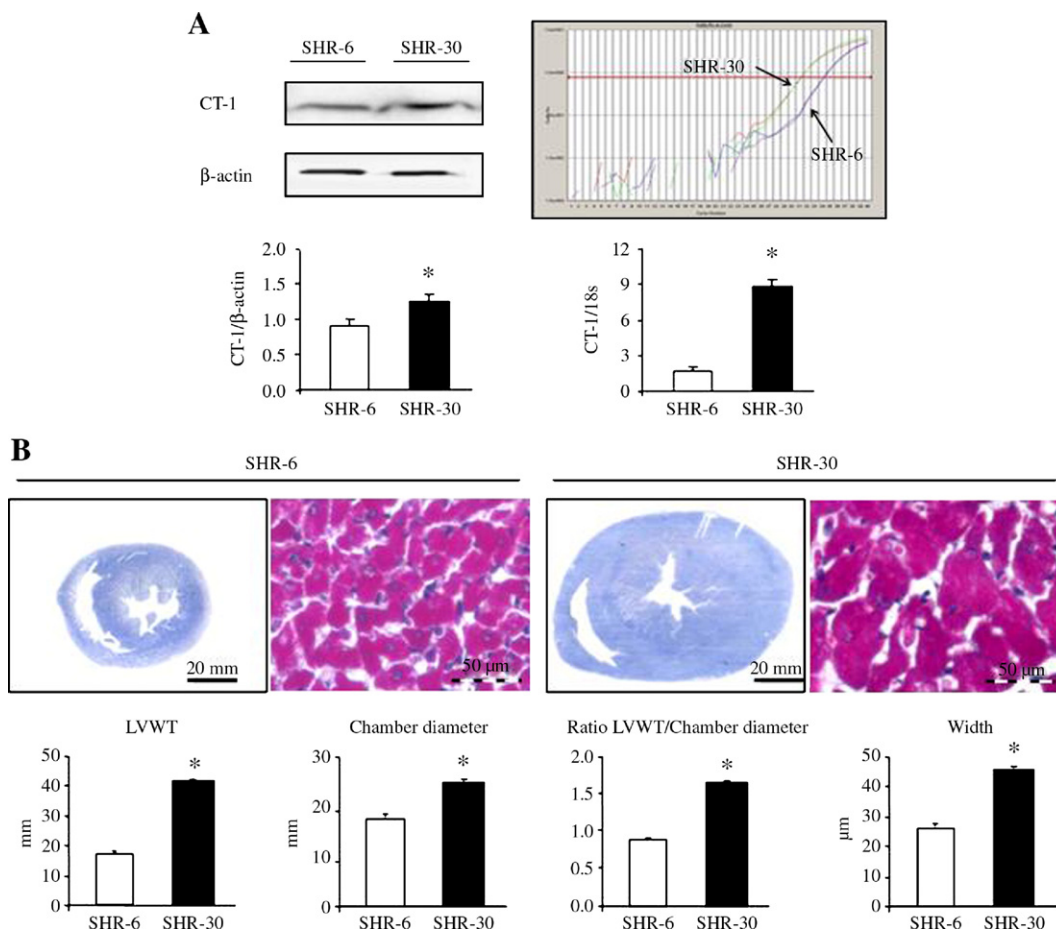 A
SHR-6 SHR-30
CT-1
β-actin
SHR-30
SHR-6
2.0
1.5
1.0
0.5
0.0
CT-1/β-actin
*
SHR-6 SHR-30
12
9
6
3
0
CT-1/18s
*
SHR-6 SHR-30
B
SHR-6 SHR-30
20 mm 50 µm 20 mm 50 µm
LVWT
50
40
30
20
10
0
mm
*
SHR-6 SHR-30
Chamber diameter
30
20
10
0
mm
*
SHR-6 SHR-30
Ratio LVWT/Chamber diameter
2.0
1.5
1.0
0.5
0.0
*
SHR-6 SHR-30
Width
50
40
30
20
10
0
µm
*
SHR-6 SHR-30